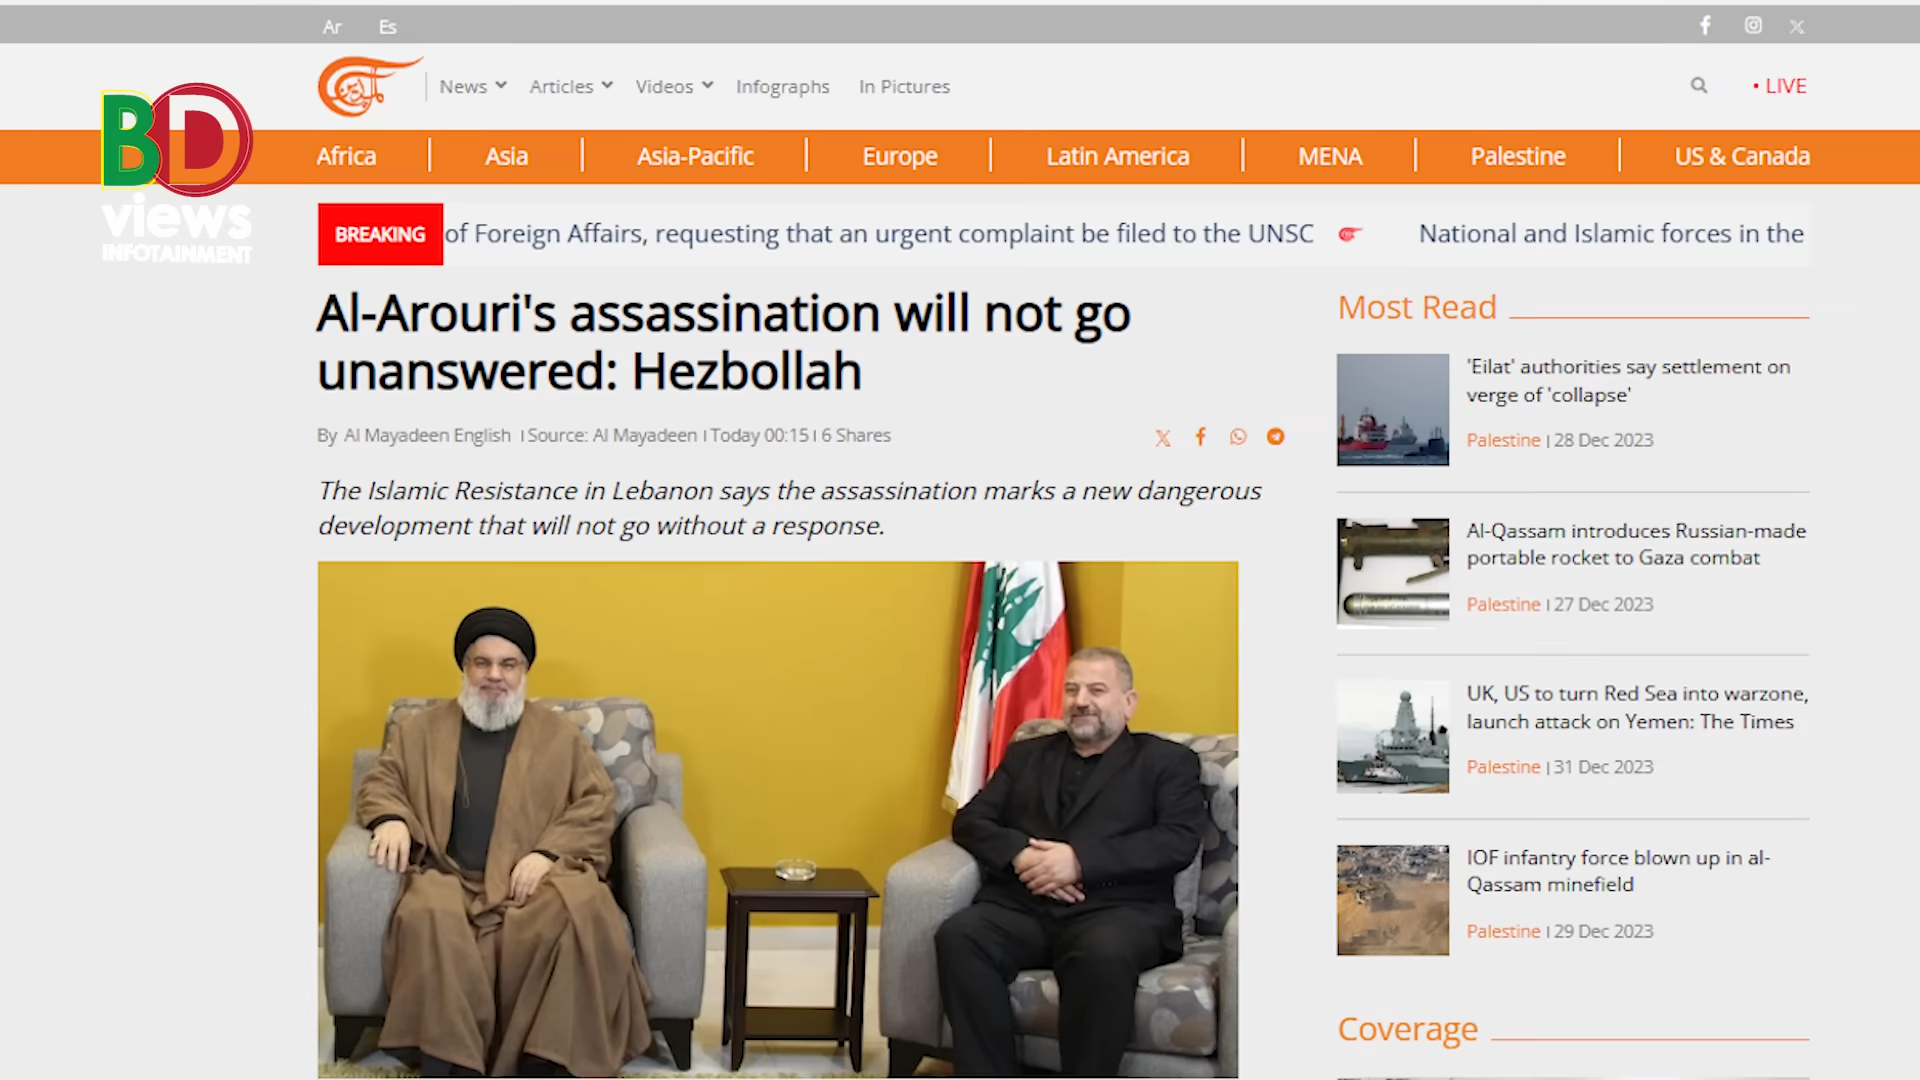 Ar Es
BD
views
INFOTAINMENT
News Articles Videos Infographs In Pictures • LIVE
Africa Asia Asia-Pacific Europe Latin America MENA Palestine US & Canada
BREAKING of Foreign Affairs, requesting that an urgent complaint be filed to the UNSC National and Islamic forces in the
Al-Arouri's assassination will not go
unanswered: Hezbollah
By Al Mayadeen English | Source: Al Mayadeen | Today 00:15 | 6 Shares
The Islamic Resistance in Lebanon says the assassination marks a new dangerous
development that will not go without a response.
Most Read
'Eilat' authorities say settlement on
verge of 'collapse'
Palestine | 28 Dec 2023
Al-Qassam introduces Russian-made
portable rocket to Gaza combat
Palestine | 27 Dec 2023
UK, US to turn Red Sea into warzone,
launch attack on Yemen: The Times
Palestine | 31 Dec 2023
IOF infantry force blown up in al-
Qassam minefield
Palestine | 29 Dec 2023
Coverage